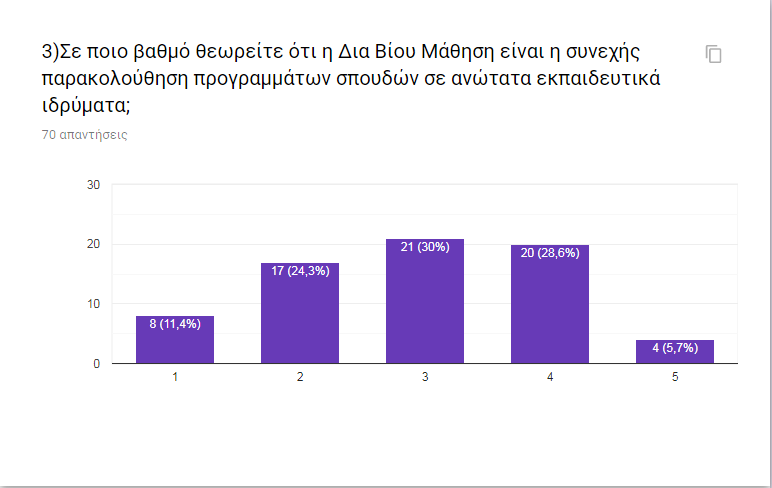 3)Σε ποιο βαθμό θεωρείτε ότι η Δια Βίου Μάθηση είναι η συνεχής
παρακολούθηση προγραμμάτων σπουδών σε ανώτατα εκπαιδευτικά
ιδρύματα;
70 απαντήσεις
30
20
10
0
8 (11,4%)
17 (24,3%)
21 (30%)
20 (28,6%)
4 (5,7%)
1 2 3 4 5